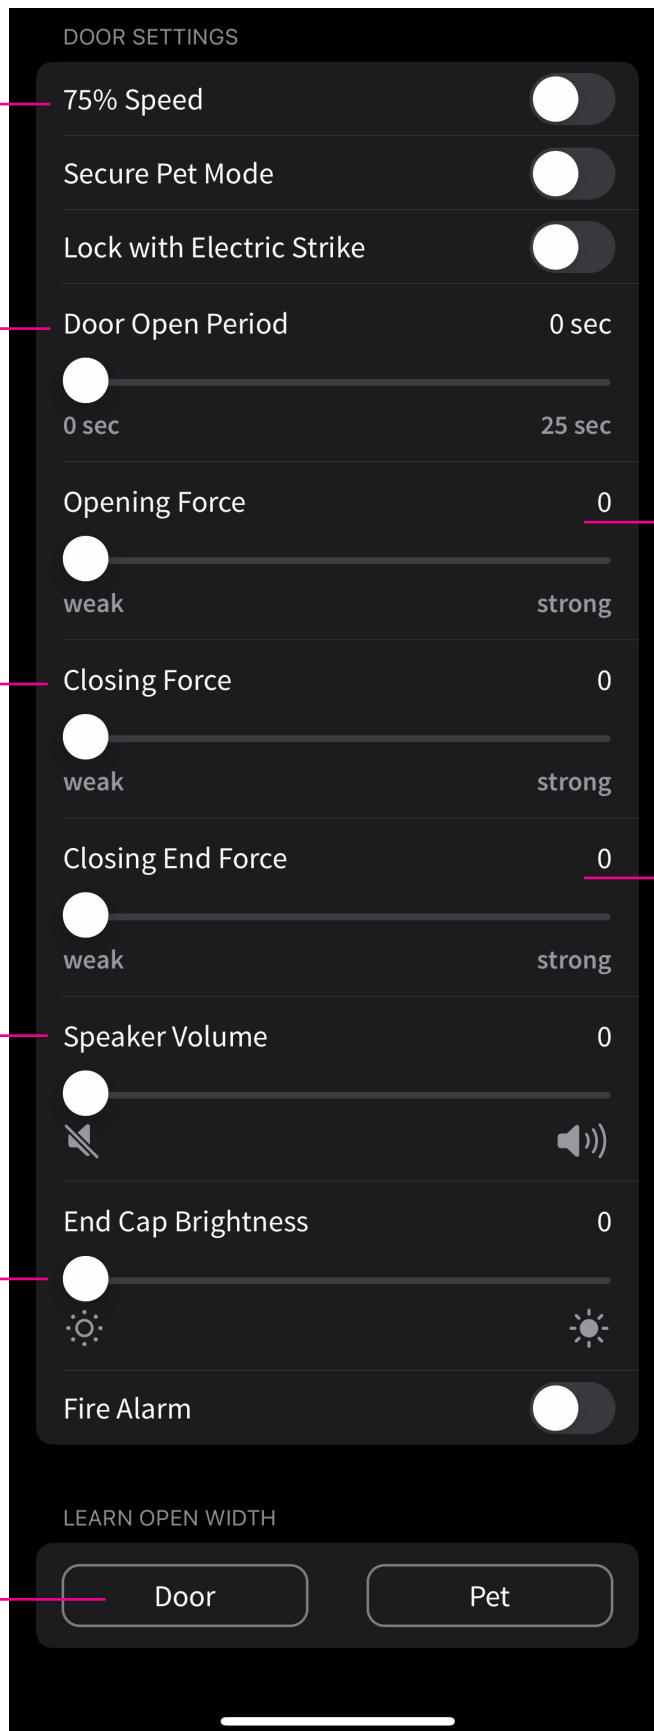 DOOR SETTINGS
75% Speed
Secure Pet Mode
Lock with Electric Strike
Door Open Period 0 sec
0 sec 25 sec
Opening Force 0
weak strong
Closing Force 0
weak strong
Closing End Force 0
weak strong
Speaker Volume 0
End Cap Brightness 0
Fire Alarm
LEARN OPEN WIDTH
Door Pet